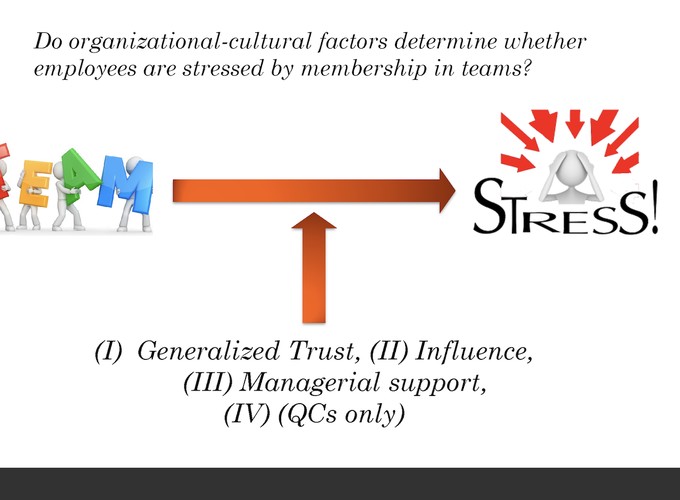 Do organizational-cultural factors determine whether
employees are stressed by membership in teams?
TEAM
STRESS!
(I) Generalized Trust, (II) Influence,
(III) Managerial support,
(IV) (QCs only)